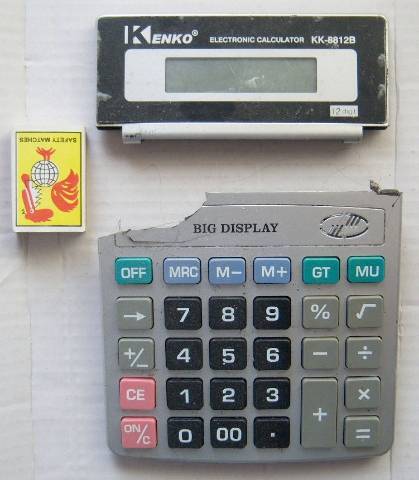 KENKO® ELECTRONIC CALCULATOR KK-8812B
12 digit
SAFETY MATCHES
BIG DISPLAY
OFF MRC M− M+ GT MU
→ 7 8 9 % √
+/− 4 5 6 − ÷
CE 1 2 3 + ×
ON/C 0 00 . =